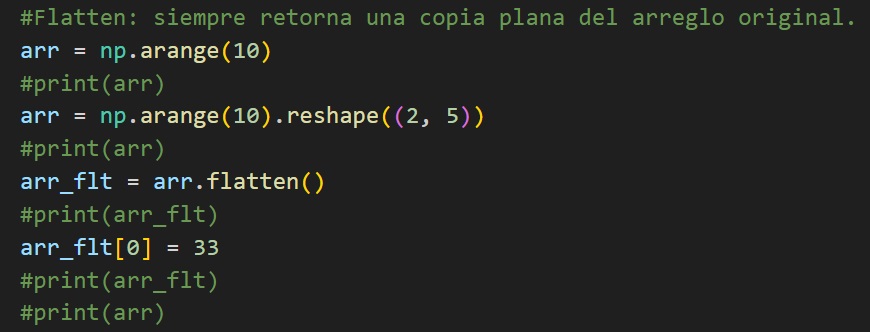 #Flatten: siempre retorna una copia plana del arreglo original.
arr = np.arange(10)
#print(arr)
arr = np.arange(10).reshape((2, 5))
#print(arr)
arr_flt = arr.flatten()
#print(arr_flt)
arr_flt[0] = 33
#print(arr_flt)
#print(arr)